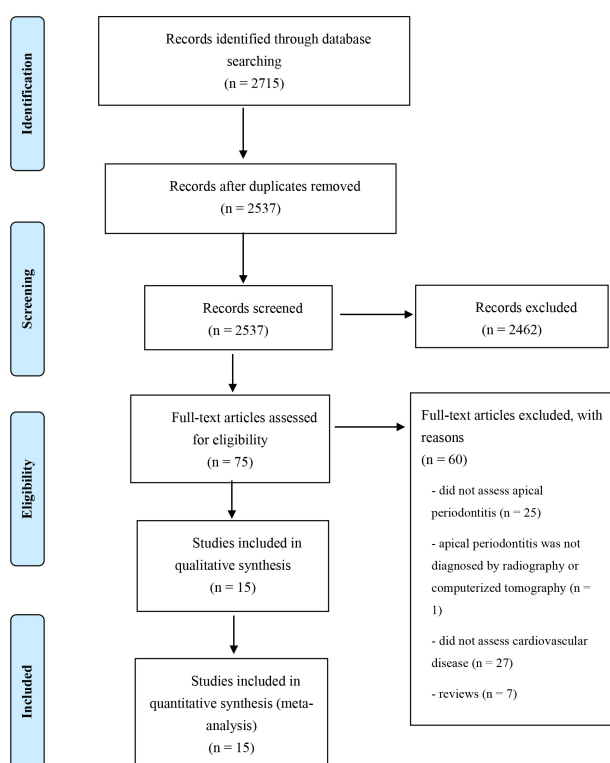 Identification
Records identified through database
searching
(n = 2715)
Records after duplicates removed
(n = 2537)
Screening
Records screened
(n = 2537)
Records excluded
(n = 2462)
Eligibility
Full-text articles assessed
for eligibility
(n = 75)
Full-text articles excluded, with
reasons
(n = 60)
- did not assess apical
periodontitis (n = 25)
- apical periodontitis was not
diagnosed by radiography or
computerized tomography (n =
1)
- did not assess cardiovascular
disease (n = 27)
- reviews (n = 7)
Studies included in
qualitative synthesis
(n = 15)
Included
Studies included in
quantitative synthesis (meta-
analysis)
(n = 15)